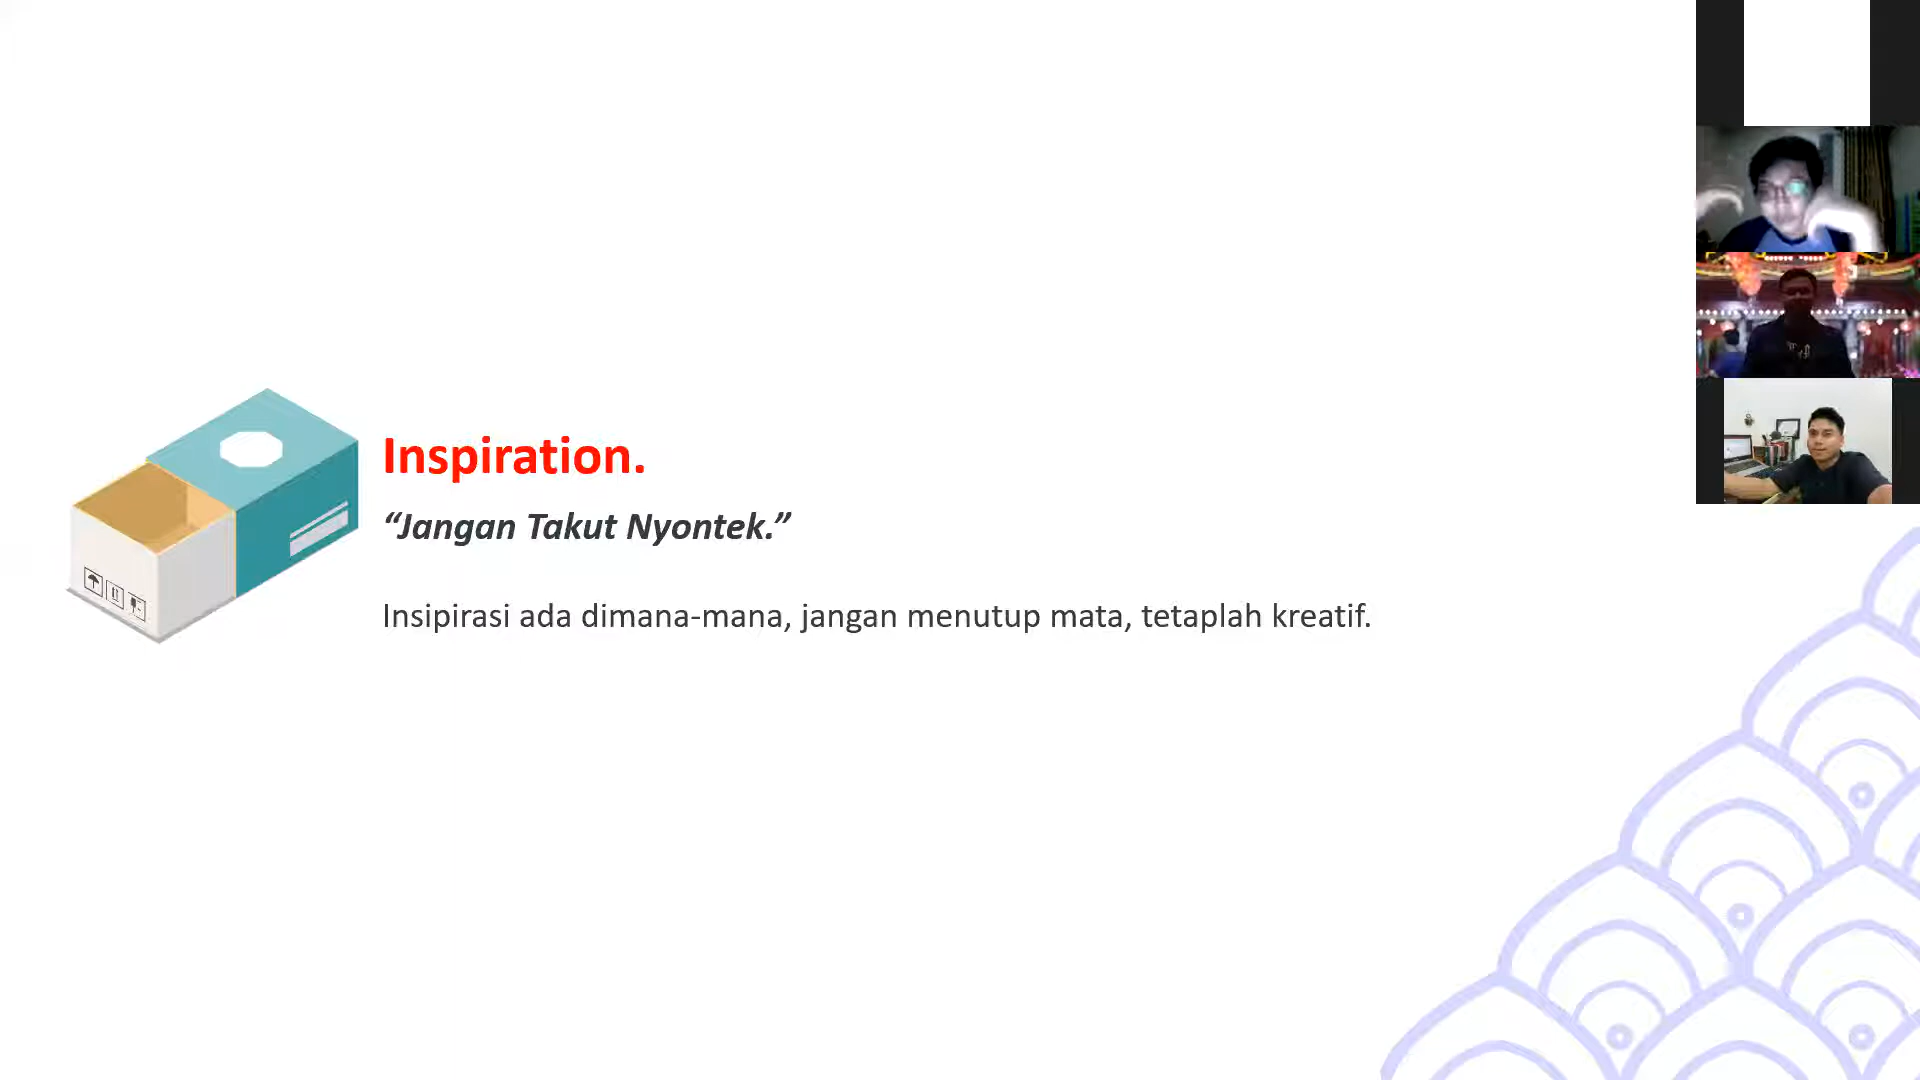 Inspiration.
“Jangan Takut Nyontek.”
Insipirasi ada dimana-mana, jangan menutup mata, tetaplah kreatif.